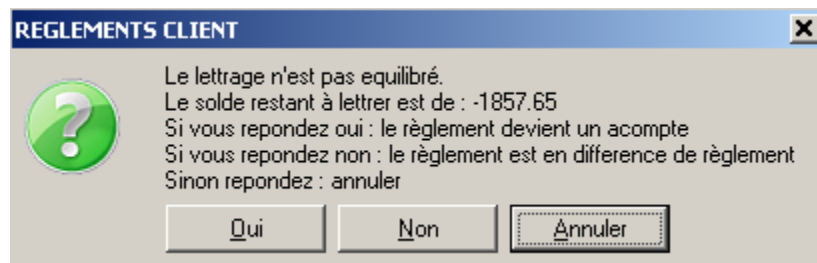 REGLEMENTS CLIENT
Le lettrage n'est pas equilibré.
Le solde restant à lettrer est de : -1857.65
Si vous repondez oui : le règlement devient un acompte
Si vous repondez non : le règlement est en difference de règlement
Sinon repondez : annuler
Oui Non Annuler